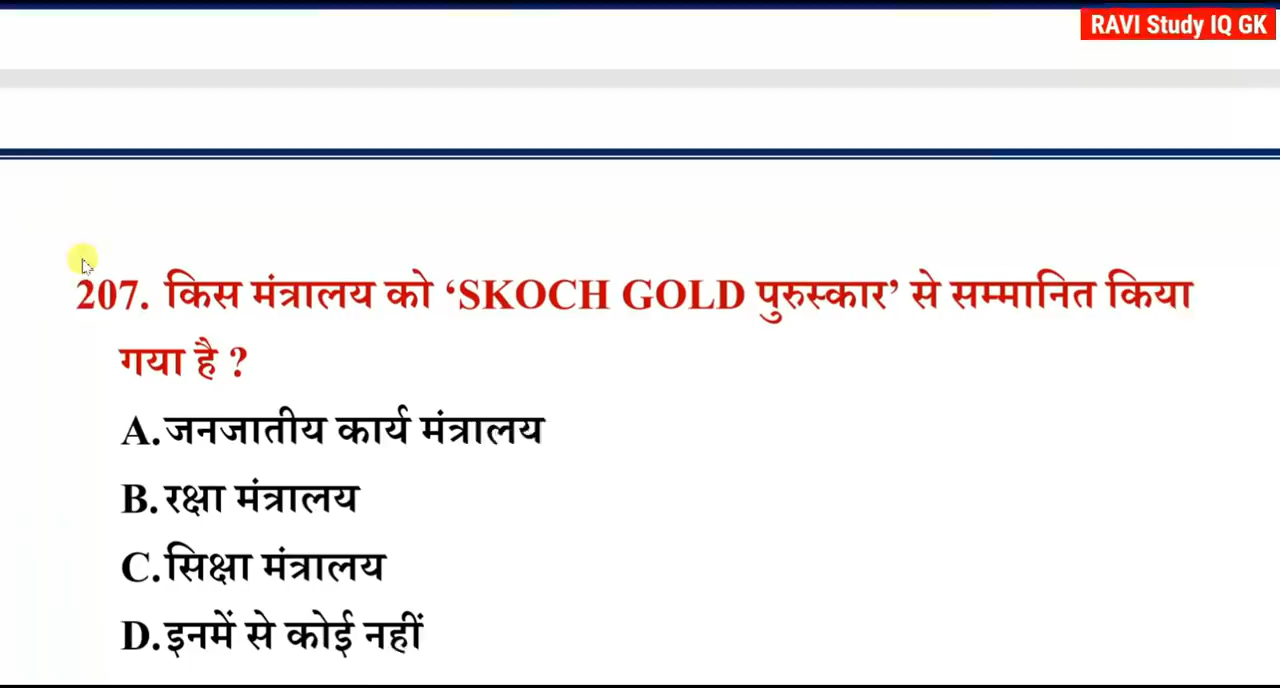 RAVI Study IQ GK
207. किस मंत्रालय को ‘SKOCH GOLD पुरुस्कार’ से सम्मानित किया
गया है ?
A. जनजातीय कार्य मंत्रालय
B. रक्षा मंत्रालय
C. सिक्षा मंत्रालय
D. इनमें से कोई नहीं